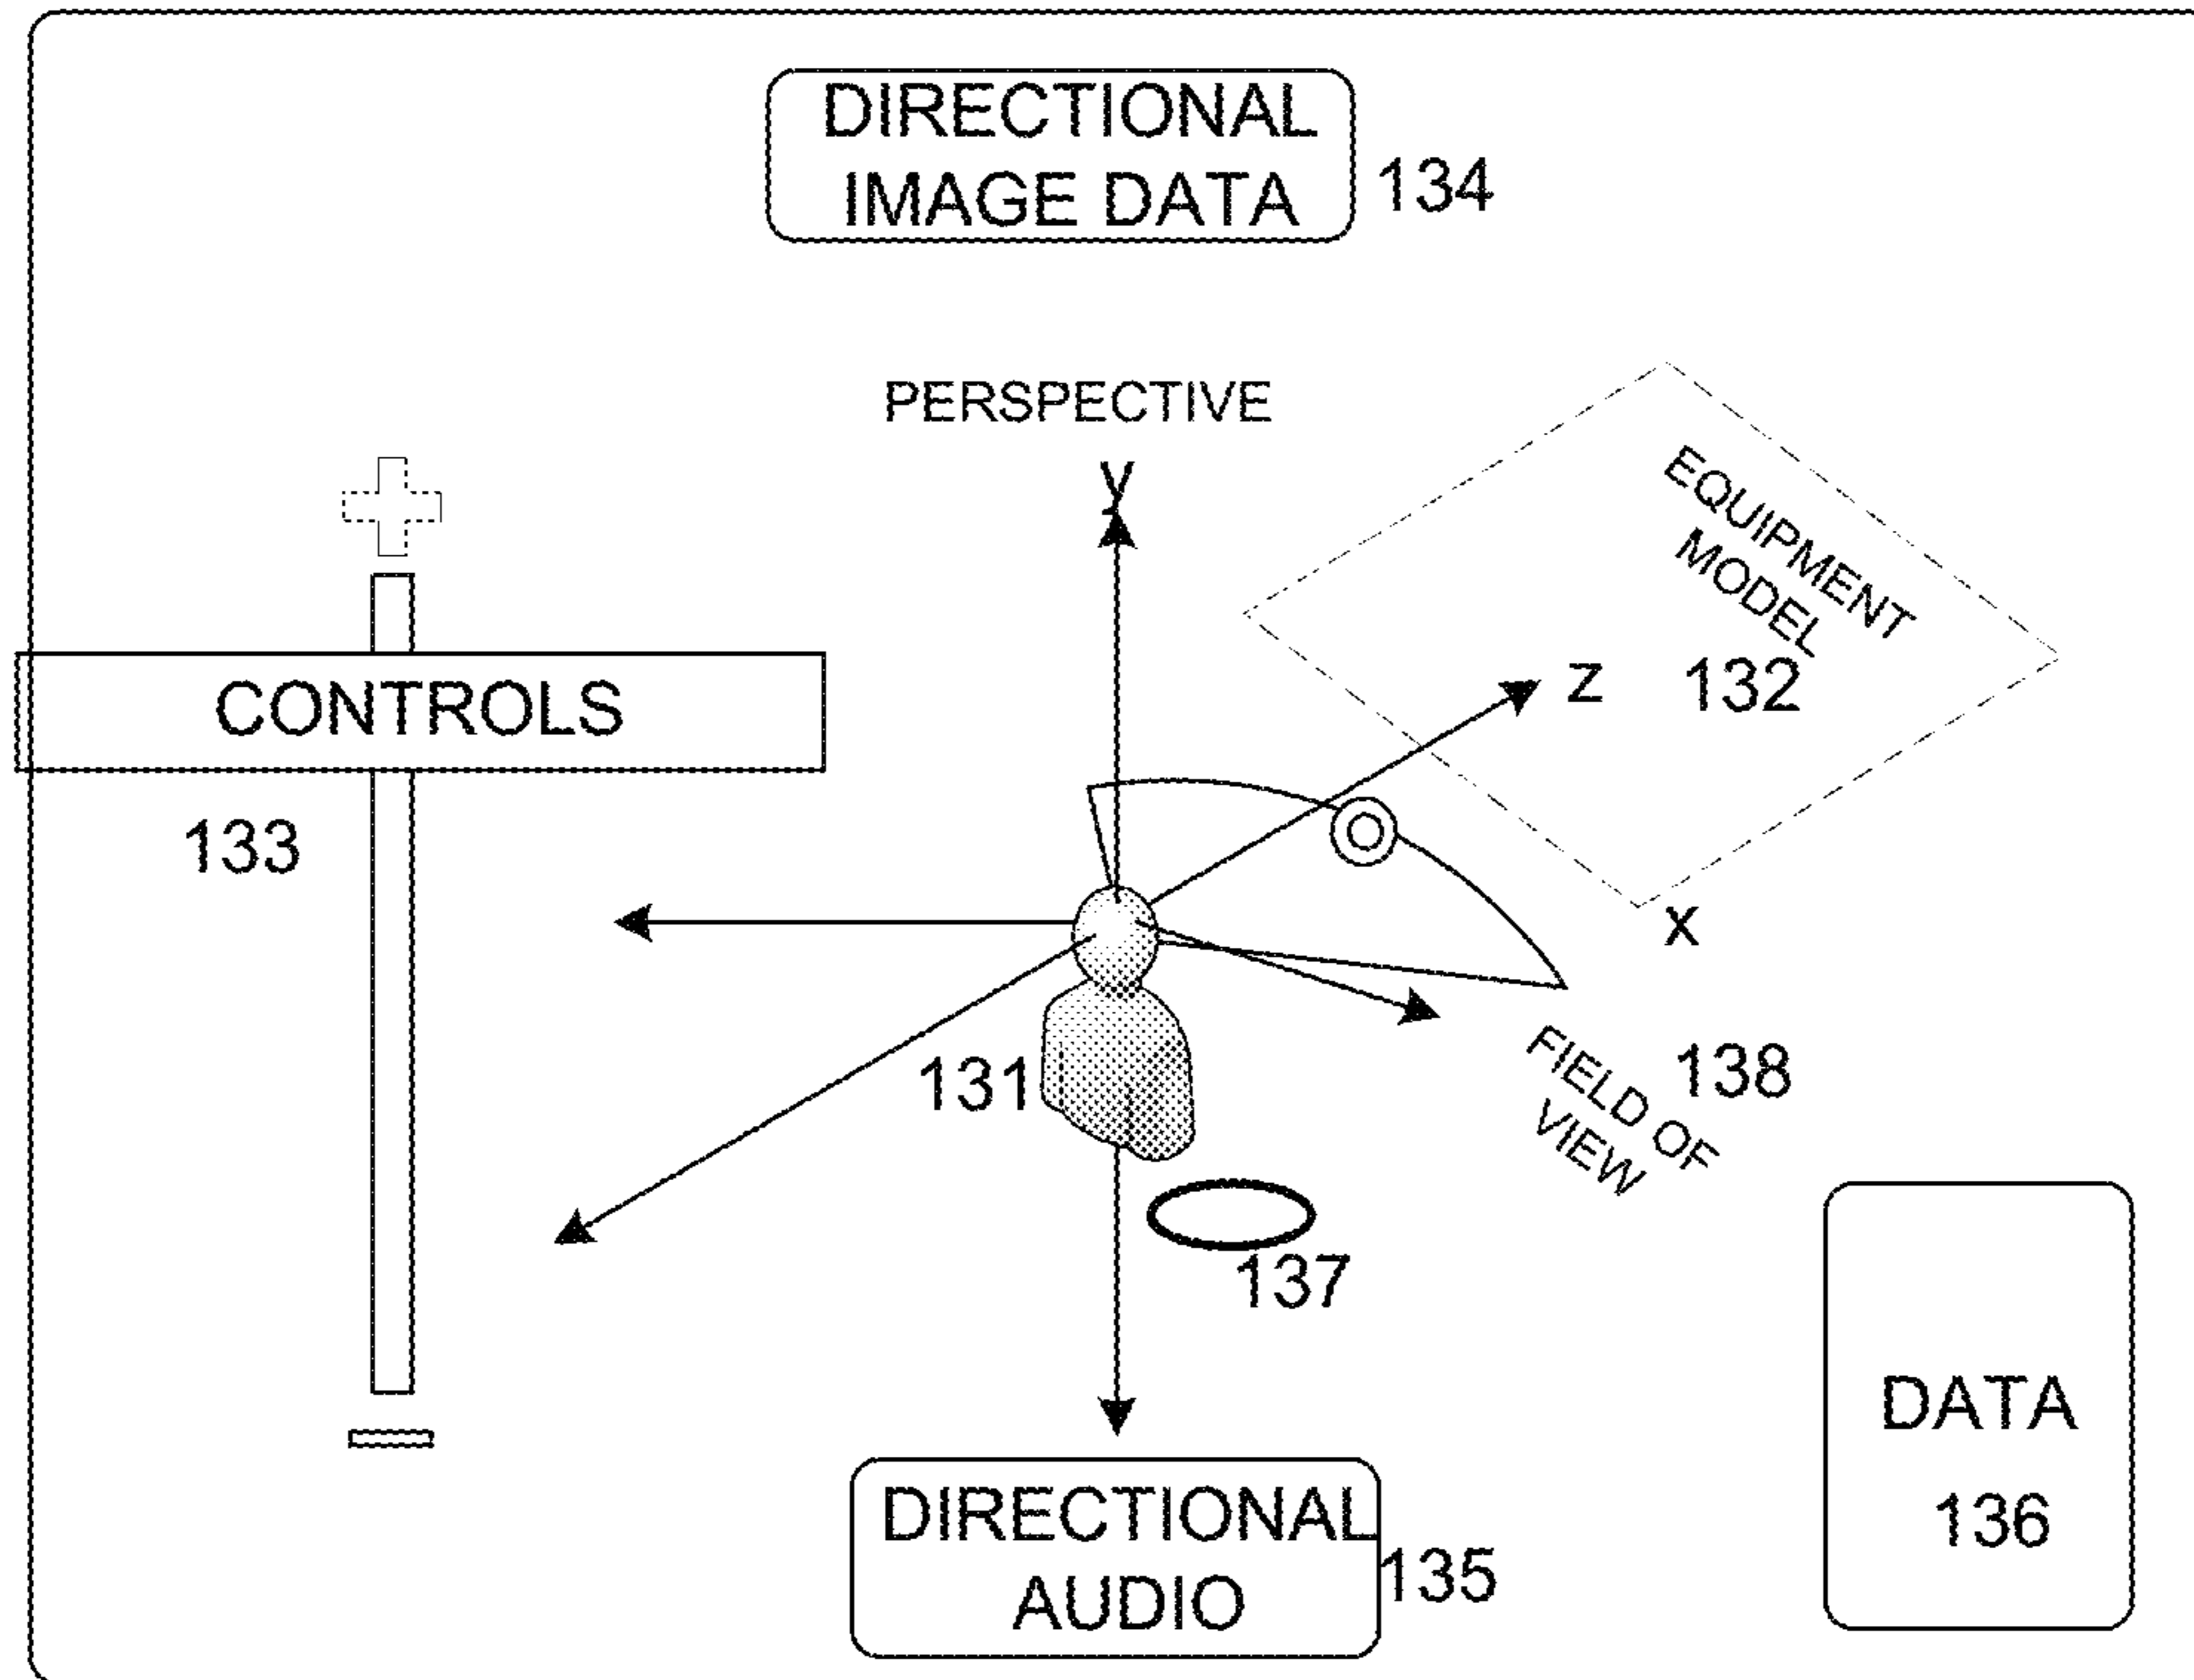 DIRECTIONAL
IMAGE DATA
134
PERSPECTIVE
y
EQUIPMENT
MODEL
132
z
CONTROLS
133
x
131
138
FIELD OF
VIEW
137
DATA
136
DIRECTIONAL
AUDIO
135